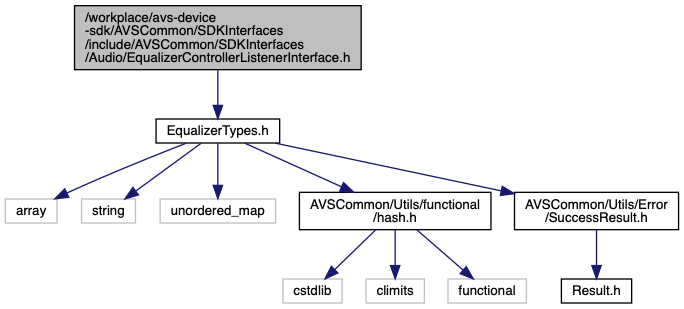 /workplace/avs-device
-sdk/AVSCommon/SDKInterfaces
/include/AVSCommon/SDKInterfaces
/Audio/EqualizerControllerListenerInterface.h
EqualizerTypes.h
array
string
unordered_map
AVSCommon/Utils/functional
/hash.h
AVSCommon/Utils/Error
/SuccessResult.h
cstdlib
climits
functional
Result.h